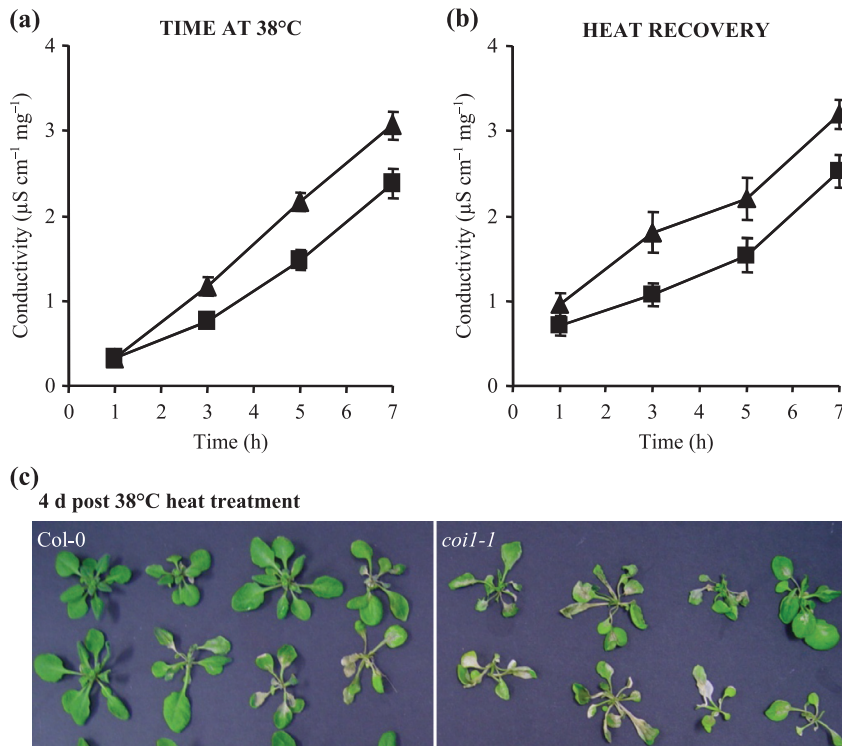 (a)
TIME AT 38°C
4
3
2
1
0
Conductivity (µS cm⁻¹ mg⁻¹)
0 1 2 3 4 5 6 7
Time (h)
(b)
HEAT RECOVERY
4
3
2
1
0
Conductivity (µS cm⁻¹ mg⁻¹)
0 1 2 3 4 5 6 7
Time (h)
(c)
4 d post 38°C heat treatment
Col-0
coi1-1